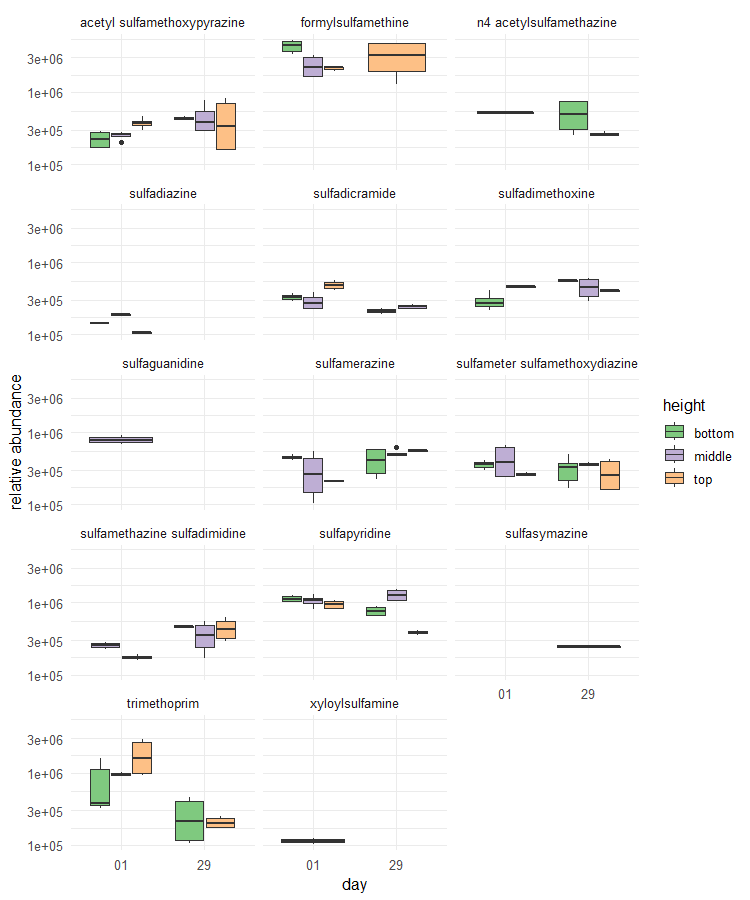 acetyl sulfamethoxypyrazine
formylsulfamethine
n4 acetylsulfamethazine
3e+06
1e+06
3e+05
1e+05
sulfadiazine
sulfadicramide
sulfadimethoxine
3e+06
1e+06
3e+05
1e+05
sulfaguanidine
sulfamerazine
sulfameter sulfamethoxydiazine
3e+06
1e+06
3e+05
1e+05
sulfamethazine sulfadimidine
sulfapyridine
sulfasymazine
3e+06
1e+06
3e+05
1e+05
01
29
trimethoprim
xyloylsulfamine
3e+06
1e+06
3e+05
1e+05
01
29
01
29
day
relative abundance
height
bottom
middle
top